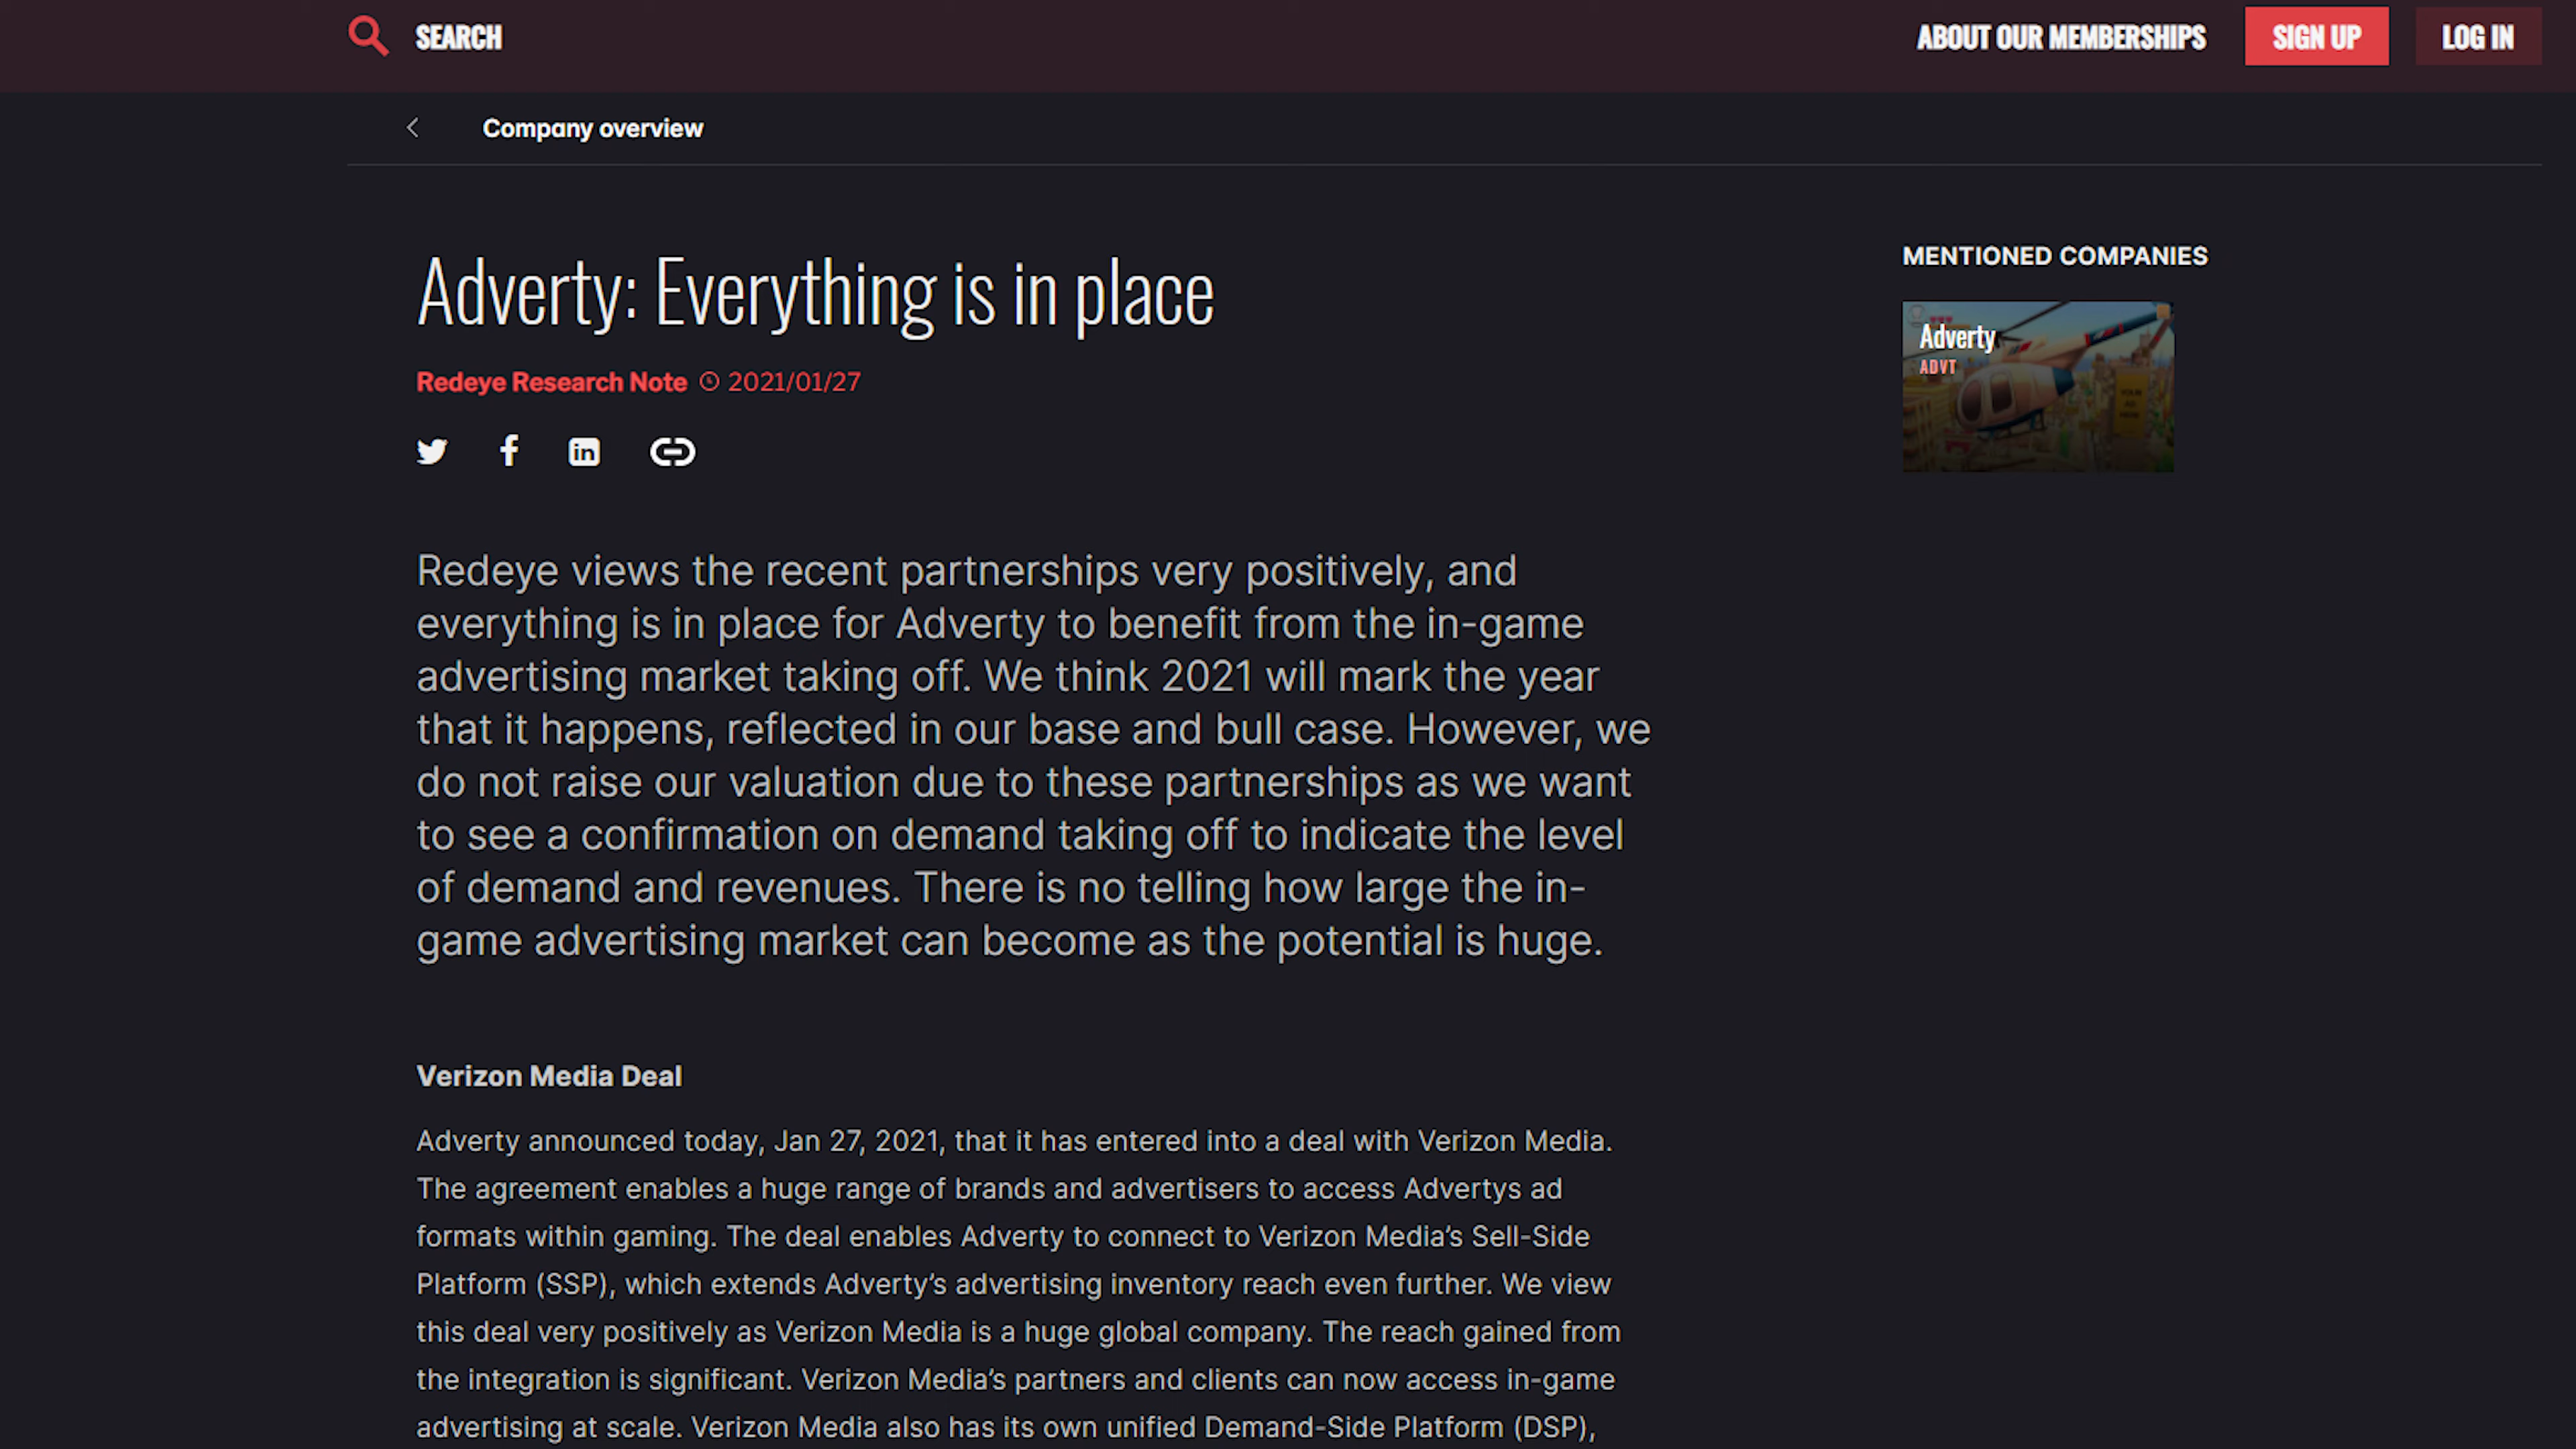 SEARCH
ABOUT OUR MEMBERSHIPS
SIGN UP
LOG IN
Company overview
Adverty: Everything is in place
Redeye Research Note 2021/01/27
MENTIONED COMPANIES
Adverty
ADVT
YOUR
AD
HERE
Redeye views the recent partnerships very positively, and
everything is in place for Adverty to benefit from the in-game
advertising market taking off. We think 2021 will mark the year
that it happens, reflected in our base and bull case. However, we
do not raise our valuation due to these partnerships as we want
to see a confirmation on demand taking off to indicate the level
of demand and revenues. There is no telling how large the in-
game advertising market can become as the potential is huge.
Verizon Media Deal
Adverty announced today, Jan 27, 2021, that it has entered into a deal with Verizon Media.
The agreement enables a huge range of brands and advertisers to access Advertys ad
formats within gaming. The deal enables Adverty to connect to Verizon Media’s Sell-Side
Platform (SSP), which extends Adverty’s advertising inventory reach even further. We view
this deal very positively as Verizon Media is a huge global company. The reach gained from
the integration is significant. Verizon Media’s partners and clients can now access in-game
advertising at scale. Verizon Media also has its own unified Demand-Side Platform (DSP),